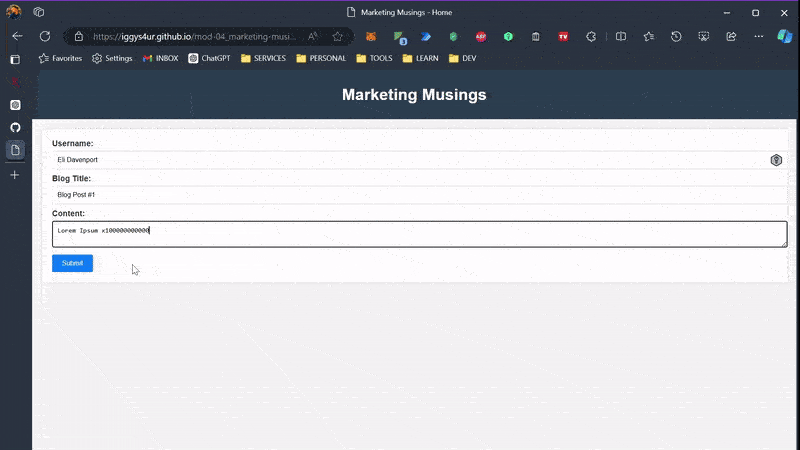 Marketing Musings - Home
https://iggys4ur.github.io/mod-04_marketing-musi...
Favorites Settings INBOX ChatGPT SERVICES PERSONAL TOOLS LEARN DEV
Marketing Musings
Username:
Eli Davenport
Blog Title:
Blog Post #1
Content:
Lorem Ipsum x100000000000
Submit